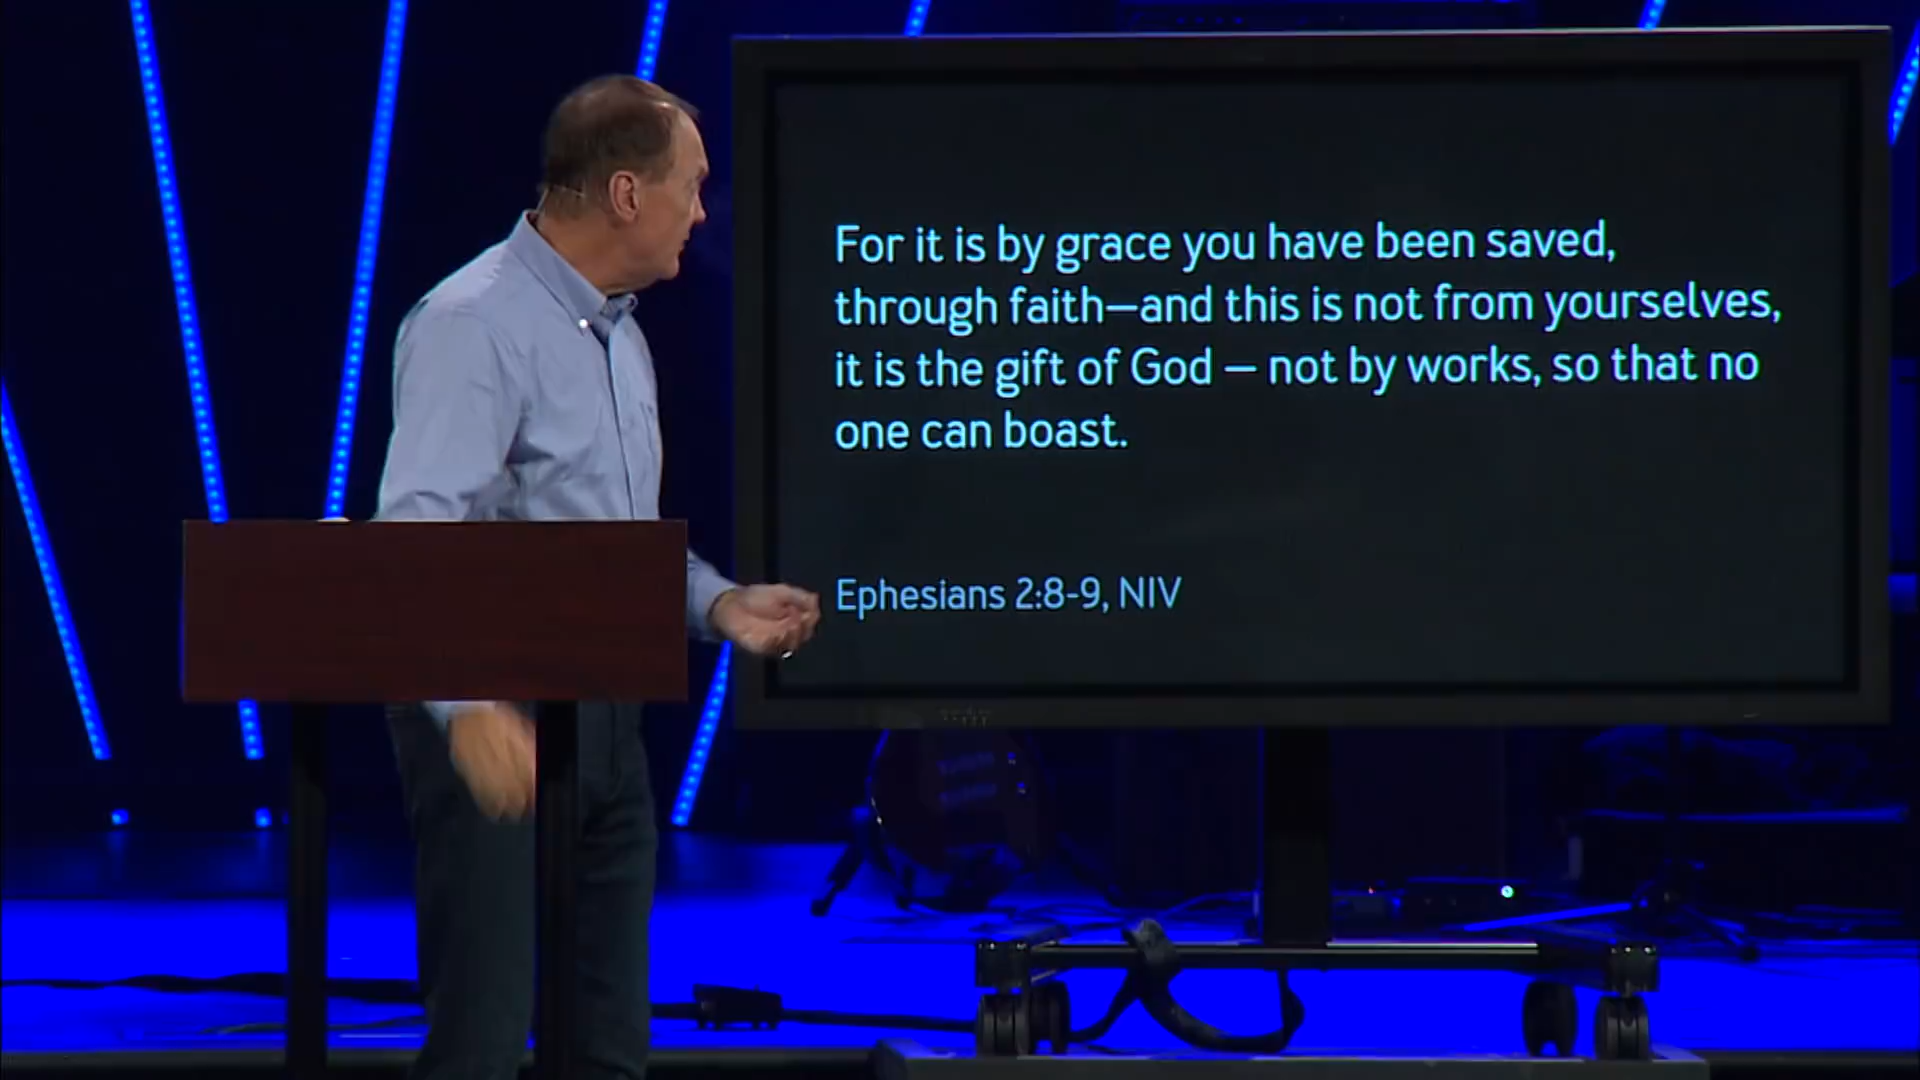 For it is by grace you have been saved,
through faith—and this is not from yourselves,
it is the gift of God — not by works, so that no
one can boast.
Ephesians 2:8-9, NIV